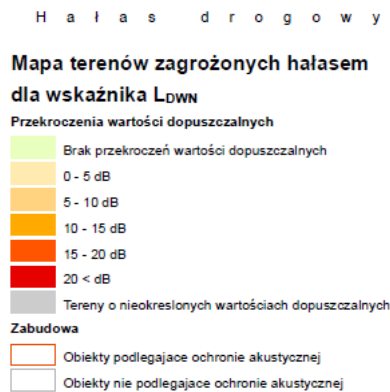 Hałas drogowy
Mapa terenów zagrożonych hałasem
dla wskaźnika LDWN
Przekroczenia wartości dopuszczalnych
Brak przekroczeń wartości dopuszczalnych
0 - 5 dB
5 - 10 dB
10 - 15 dB
15 - 20 dB
20 < dB
Tereny o nieokreslonych wartościach dopuszczalnych
Zabudowa
Obiekty podlegajace ochronie akustycznej
Obiekty nie podlegajace ochronie akustycznej